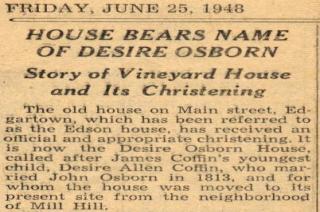 FRIDAY, JUNE 25, 1948
HOUSE BEARS NAME
OF DESIRE OSBORN
Story of Vineyard House
and Its Christening
The old house on Main street, Ed-
gartown, which has been referred to
as the Edson house, has received an
official and appropriate christening. It
is now the Desire Osborn House,
called after James Coffin's youngest
child, Desire Allen Coffin, who mar-
ried John Osborn in 1813, and for
whom the house was moved to its
present site from the neighborhood
of Mill Hill.